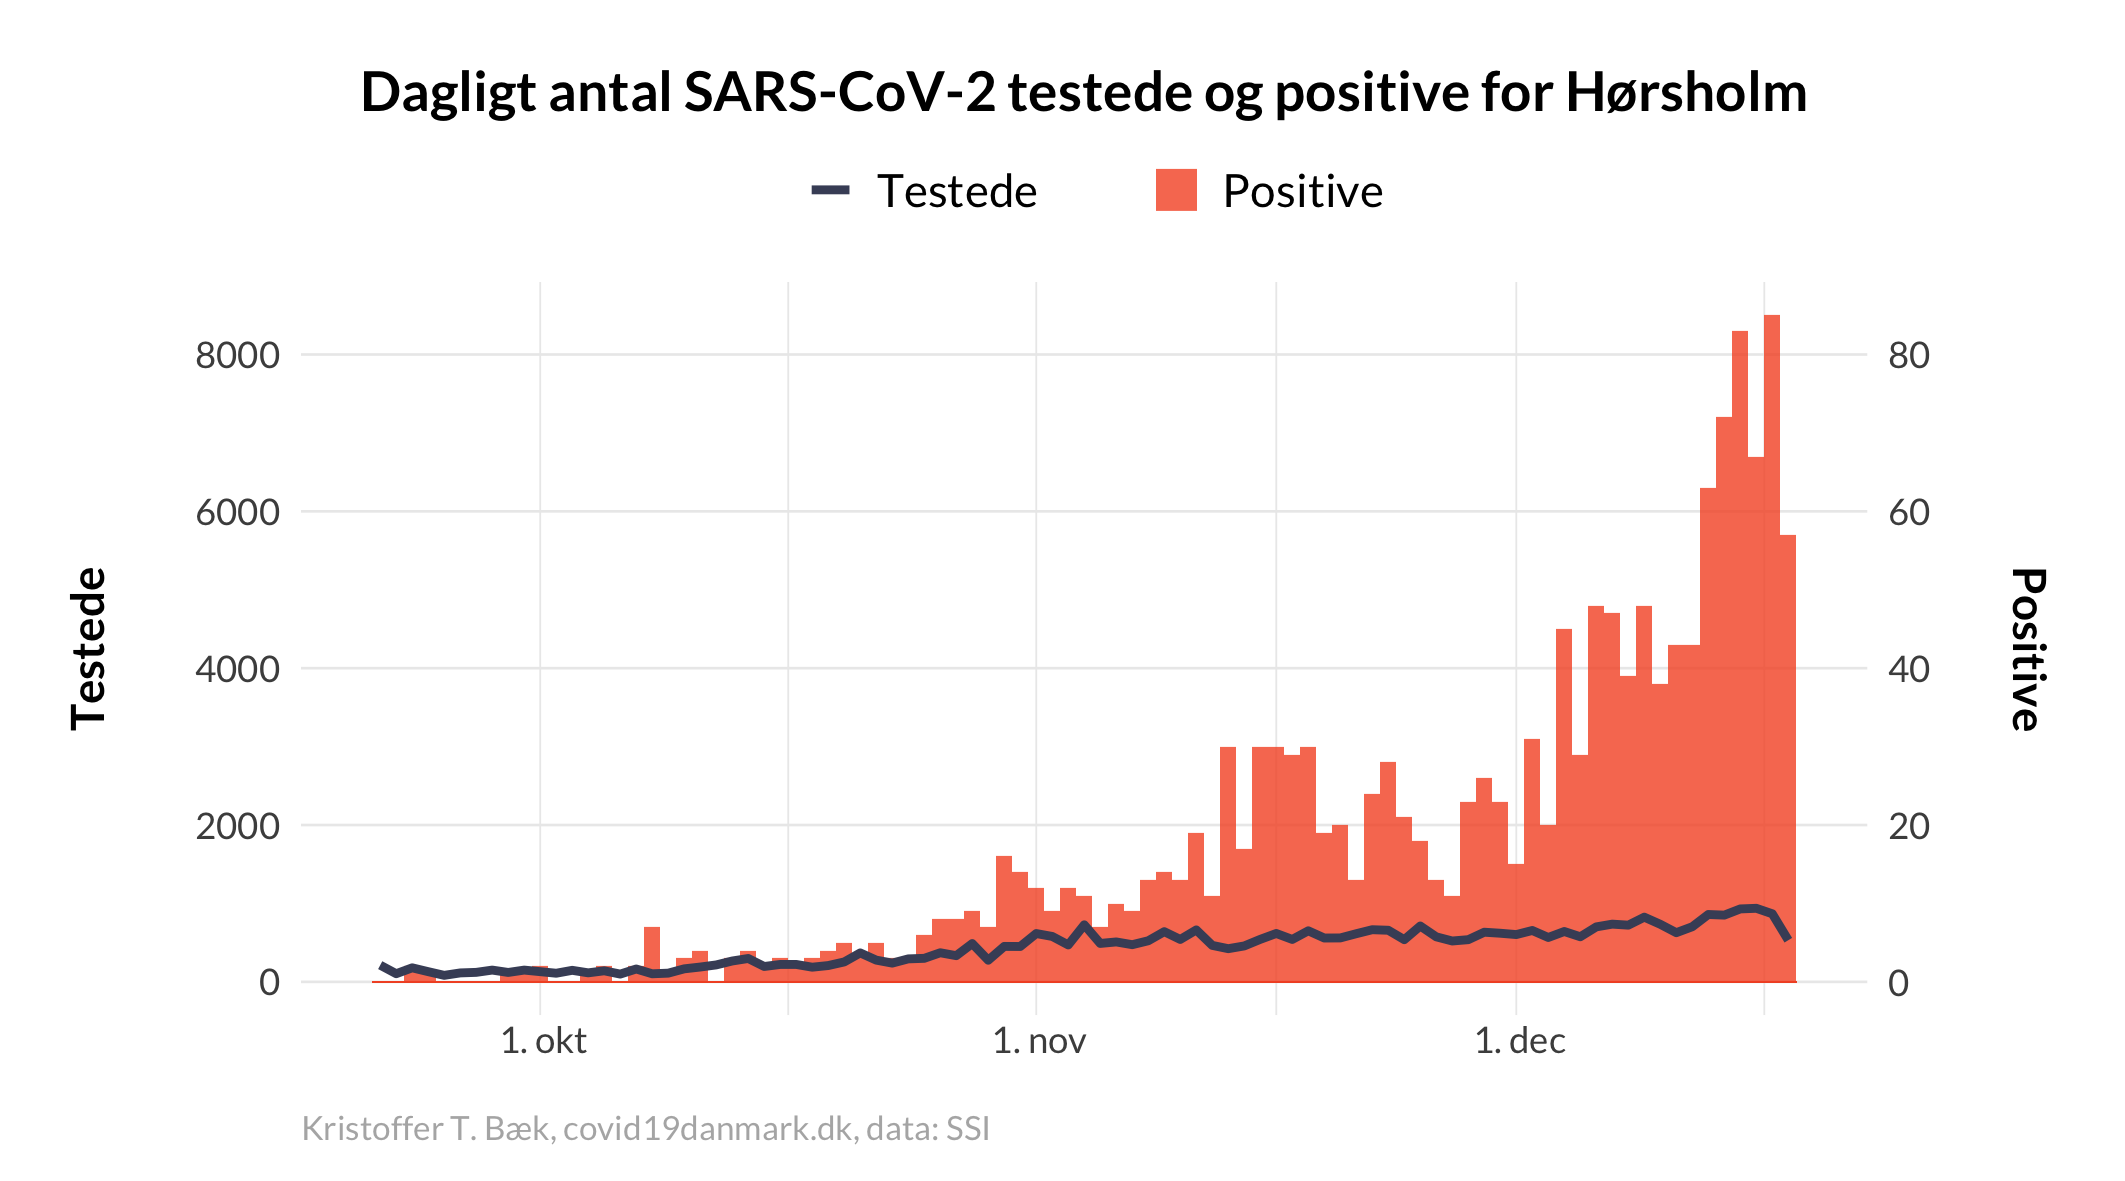 Dagligt antal SARS-CoV-2 testede og positive for Hørsholm
Testede
Positive
8000
6000
4000
2000
0
Testede
80
60
40
20
0
Positive
1. okt
1. nov
1. dec
Kristoffer T. Bæk, covid19danmark.dk, data: SSI